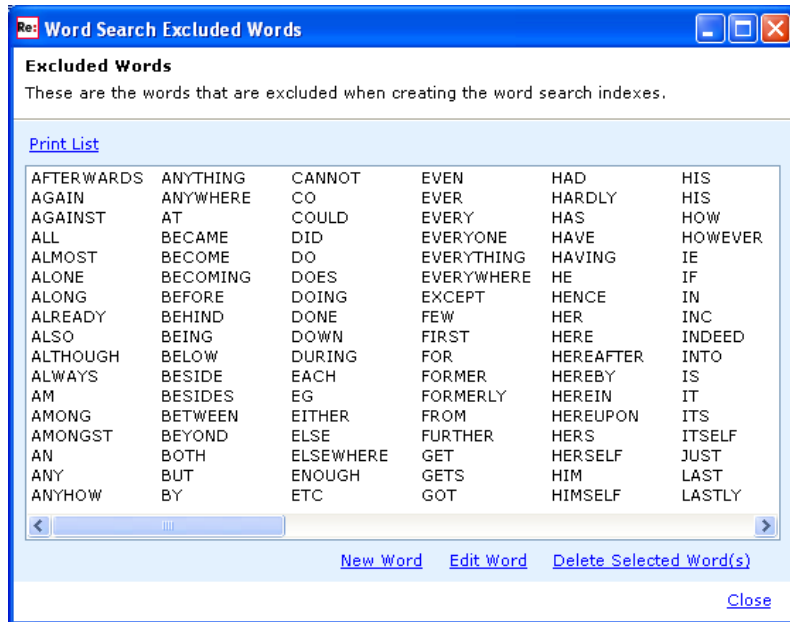 Re: Word Search Excluded Words
Excluded Words
These are the words that are excluded when creating the word search indexes.
Print List
AFTERWARDS ANYTHING CANNOT EVEN HAD HIS
AGAIN ANYWHERE CO EVER HARDLY HIS
AGAINST AT COULD EVERY HAS HOW
ALL BECAME DID EVERYONE HAVE HOWEVER
ALMOST BECOME DO EVERYTHING HAVING IE
ALONE BECOMING DOES EVERYWHERE HE IF
ALONG BEFORE DOING EXCEPT HENCE IN
ALREADY BEHIND DONE FEW HER INC
ALSO BEING DOWN FIRST HERE INDEED
ALTHOUGH BELOW DURING FOR HEREAFTER INTO
ALWAYS BESIDE EACH FORMER HEREBY IS
AM BESIDES EG FORMERLY HEREIN IT
AMONG BETWEEN EITHER FROM HEREUPON ITS
AMONGST BEYOND ELSE FURTHER HERS ITSELF
AN BOTH ELSEWHERE GET HERSELF JUST
ANY BUT ENOUGH GETS HIM LAST
ANYHOW BY ETC GOT HIMSELF LASTLY
New Word Edit Word Delete Selected Word(s)
Close